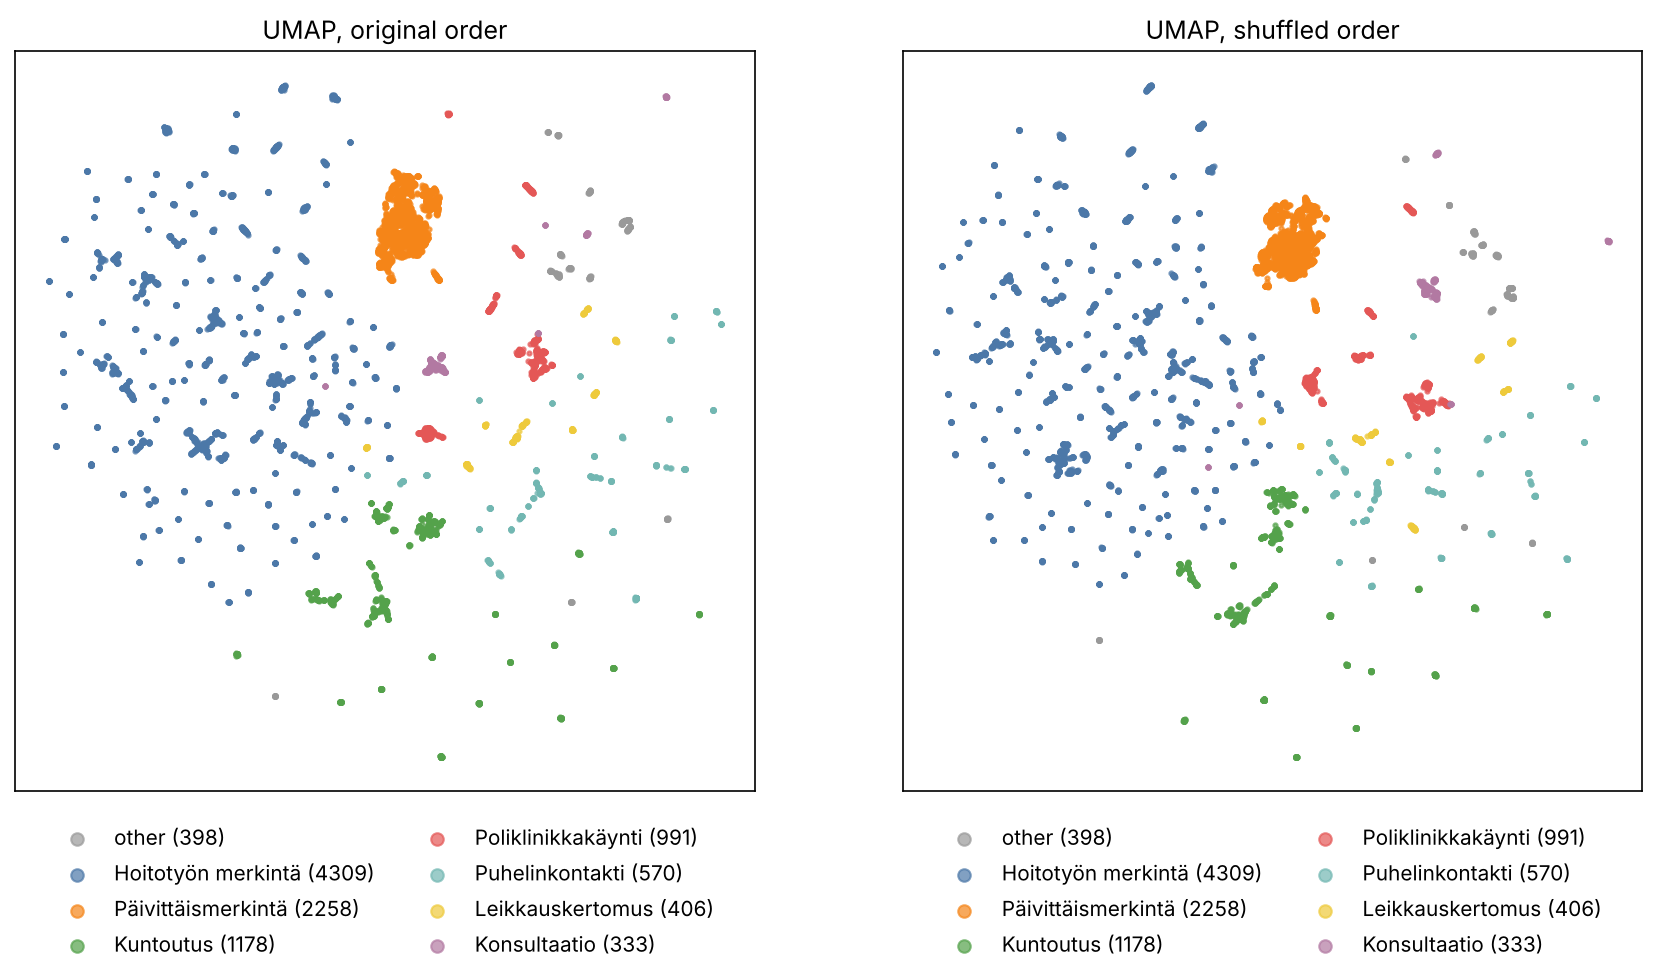 UMAP, original order
other (398)
Hoitotyön merkintä (4309)
Päivittäismerkintä (2258)
Kuntoutus (1178)
Poliklinikkakäynti (991)
Puhelinkontakti (570)
Leikkauskertomus (406)
Konsultaatio (333)
UMAP, shuffled order
other (398)
Hoitotyön merkintä (4309)
Päivittäismerkintä (2258)
Kuntoutus (1178)
Poliklinikkakäynti (991)
Puhelinkontakti (570)
Leikkauskertomus (406)
Konsultaatio (333)